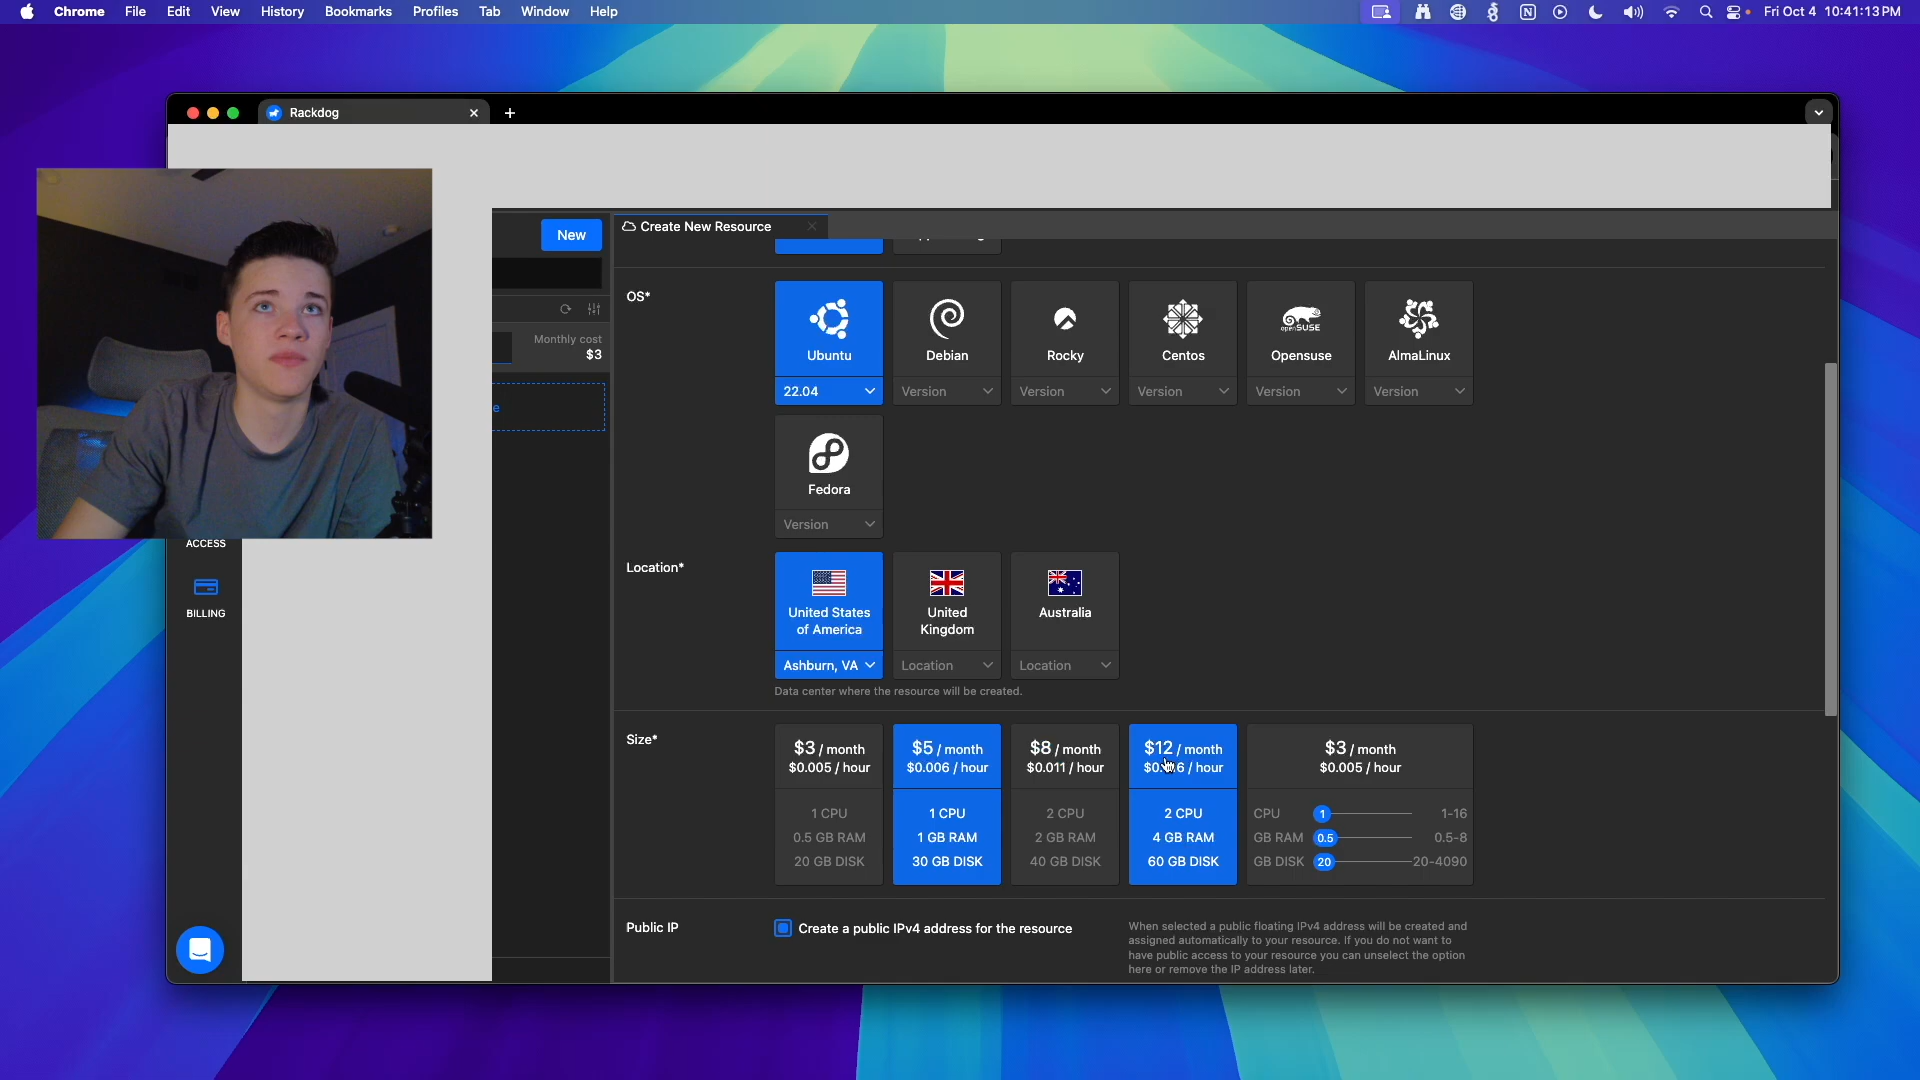 Chrome File Edit View History Bookmarks Profiles Tab Window Help
Fri Oct 4 10:41:13 PM
Rackdog
New
Create New Resource
Monthly cost
$3
e
ACCESS
BILLING
OS*
Ubuntu
22.04
Debian
Version
Rocky
Version
Centos
Version
openSUSE
Opensuse
Version
AlmaLinux
Version
Fedora
Version
Location*
United States
of America
Ashburn, VA
United
Kingdom
Location
Australia
Location
Data center where the resource will be created.
Size*
$3 / month
$0.005 / hour
1 CPU
0.5 GB RAM
20 GB DISK
$5 / month
$0.006 / hour
1 CPU
1 GB RAM
30 GB DISK
$8 / month
$0.011 / hour
2 CPU
2 GB RAM
40 GB DISK
$12 / month
/ hour
2 CPU
4 GB RAM
60 GB DISK
$3 / month
$0.005 / hour
CPU 1 1-16
GB RAM 0.5 0.5-8
GB DISK 20 20-4090
Public IP
Create a public IPv4 address for the resource
When selected a public floating IPv4 address will be created and
assigned automatically to your resource. If you do not want to
have public access to your resource you can unselect the option
here or remove the IP address later.